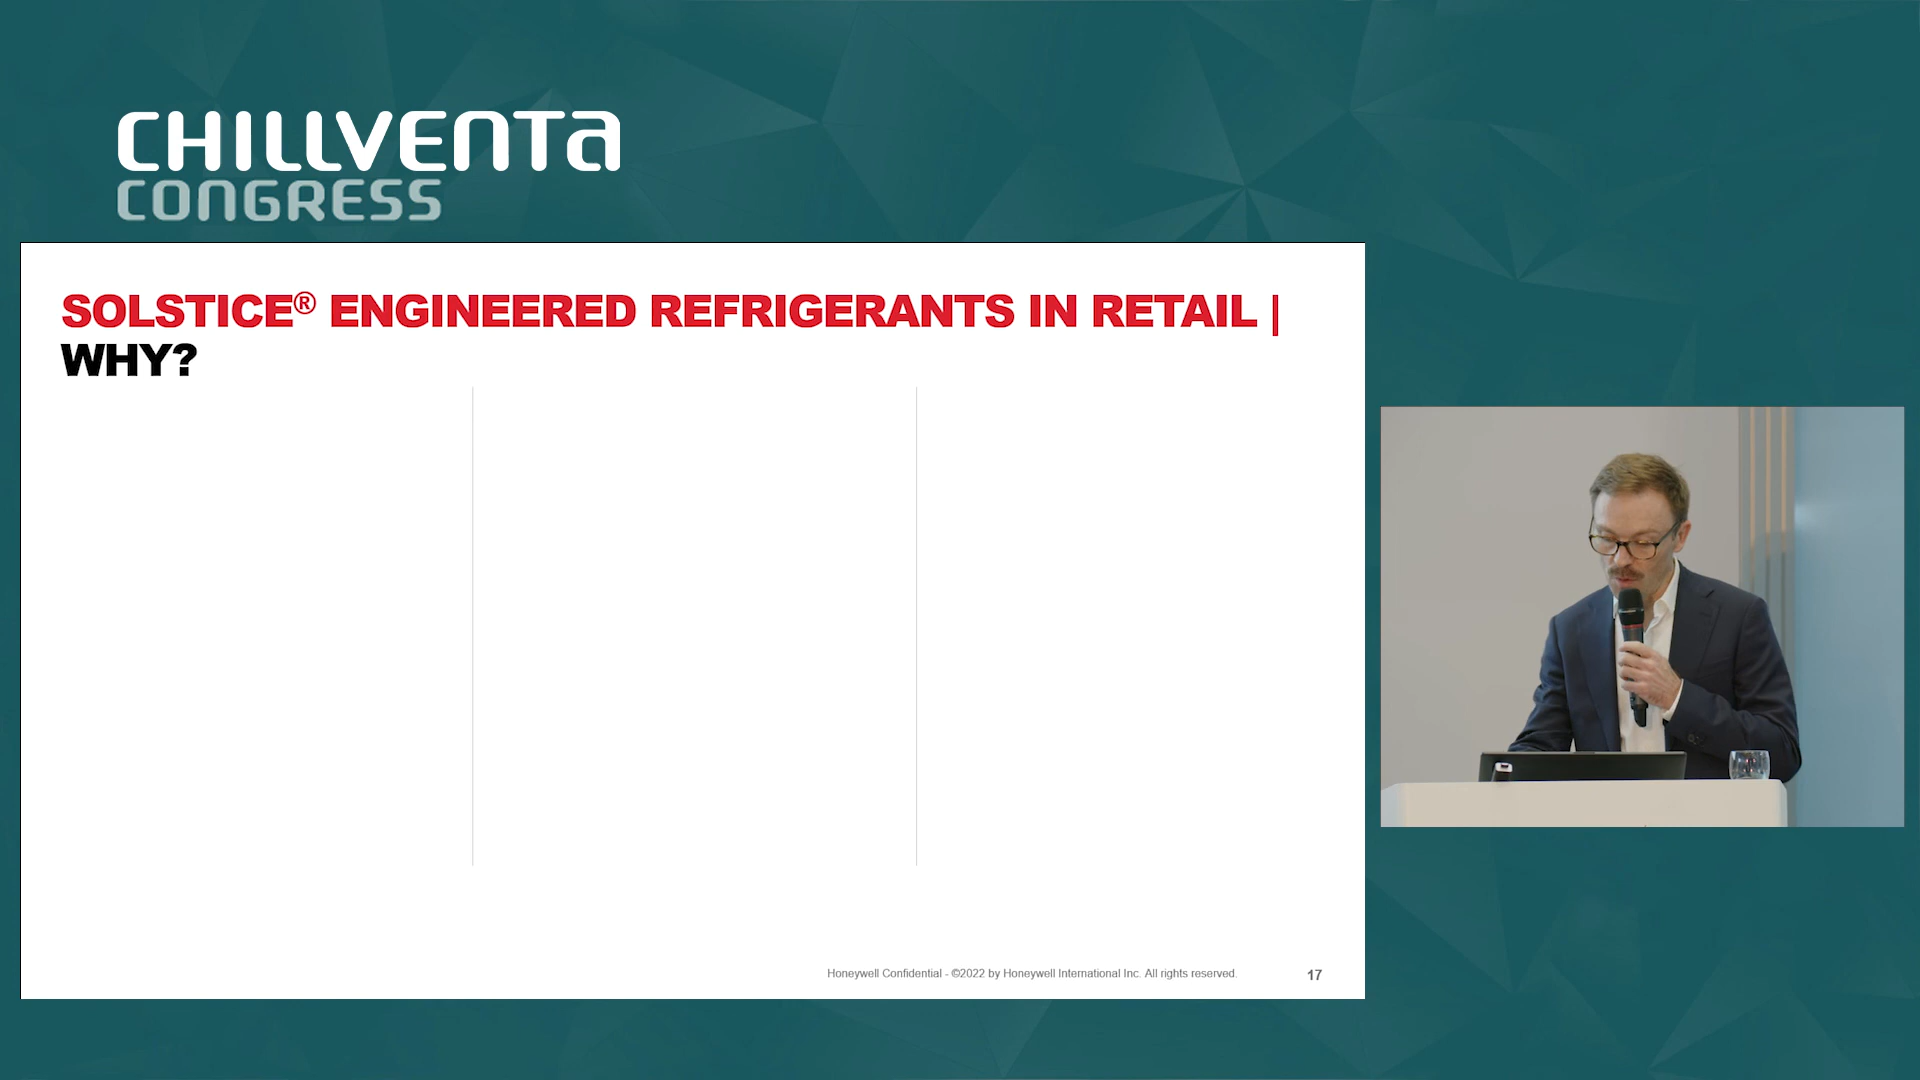 CHILLVENTA
CONGRESS
SOLSTICE® ENGINEERED REFRIGERANTS IN RETAIL |
WHY?
Honeywell Confidential - ©2022 by Honeywell International Inc. All rights reserved.
17